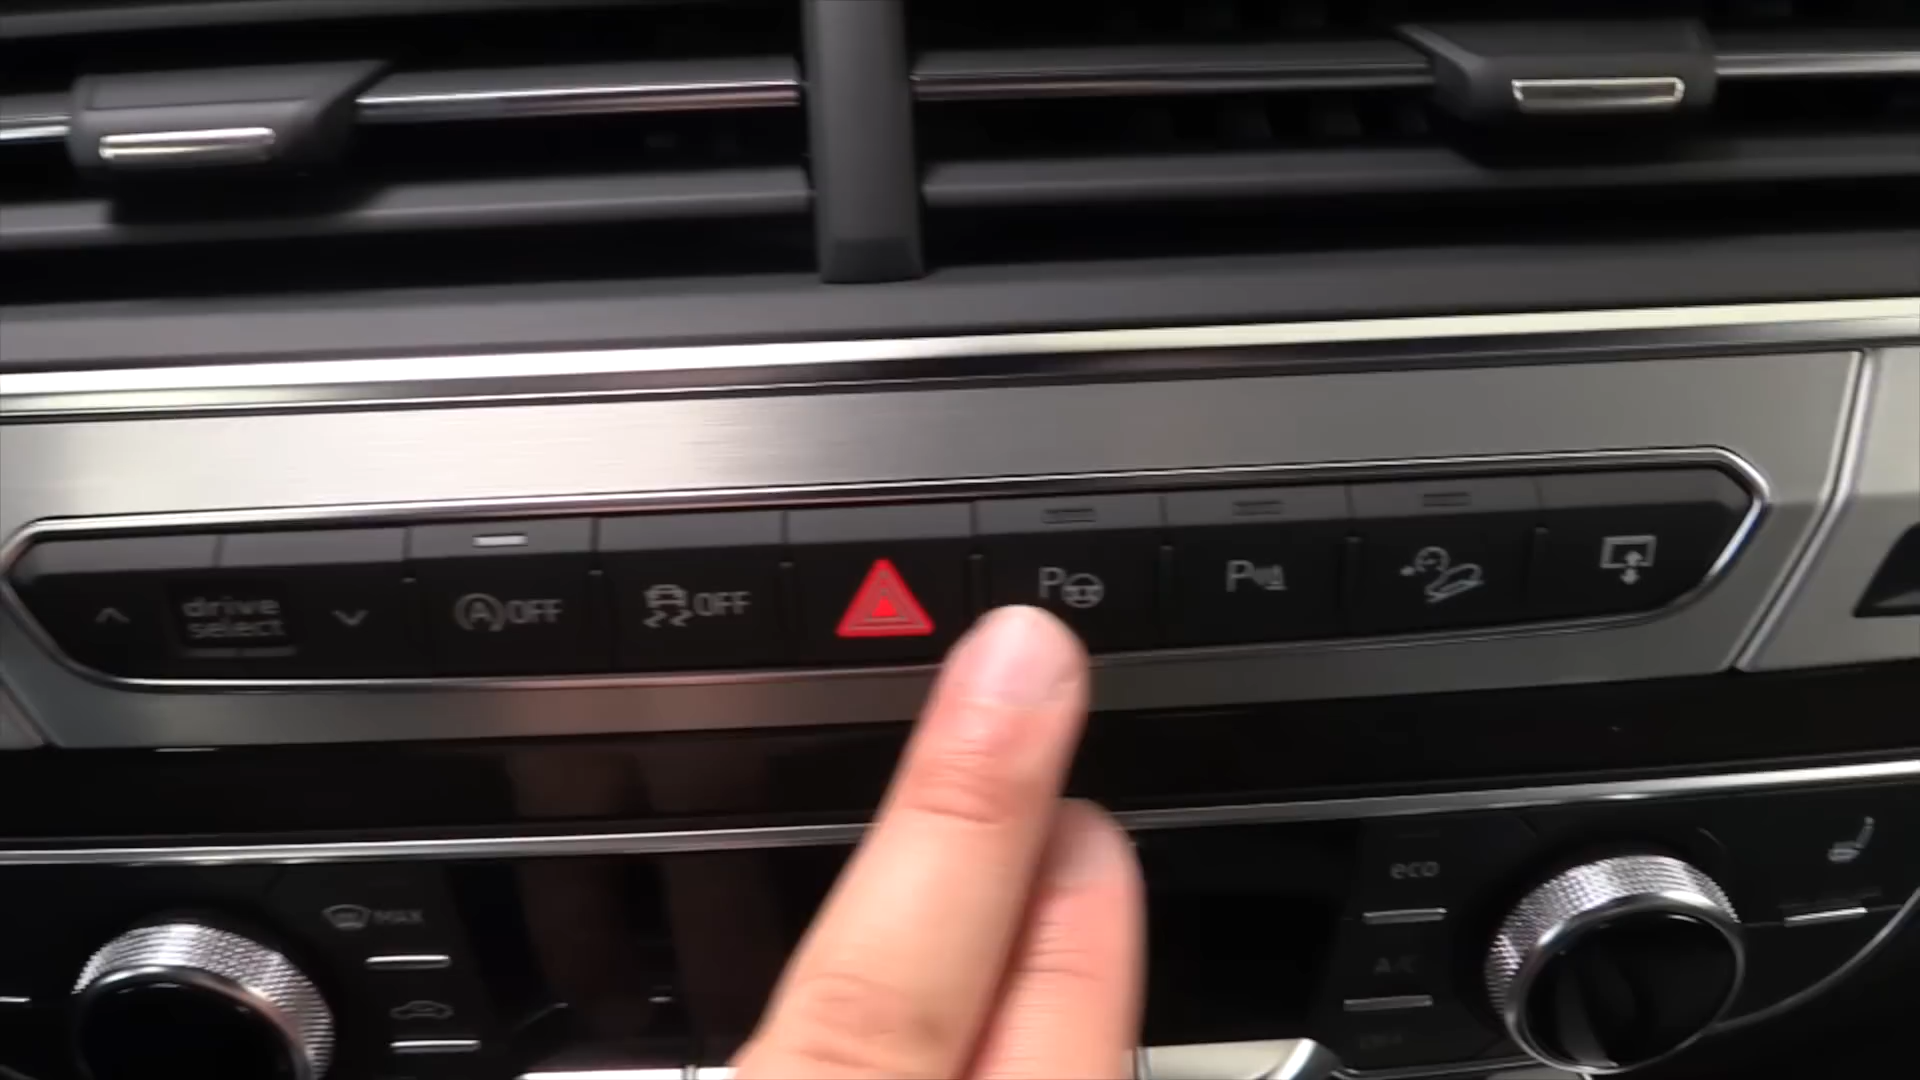 drive
select
A OFF
OFF
P
P
MAX
eco
A/C